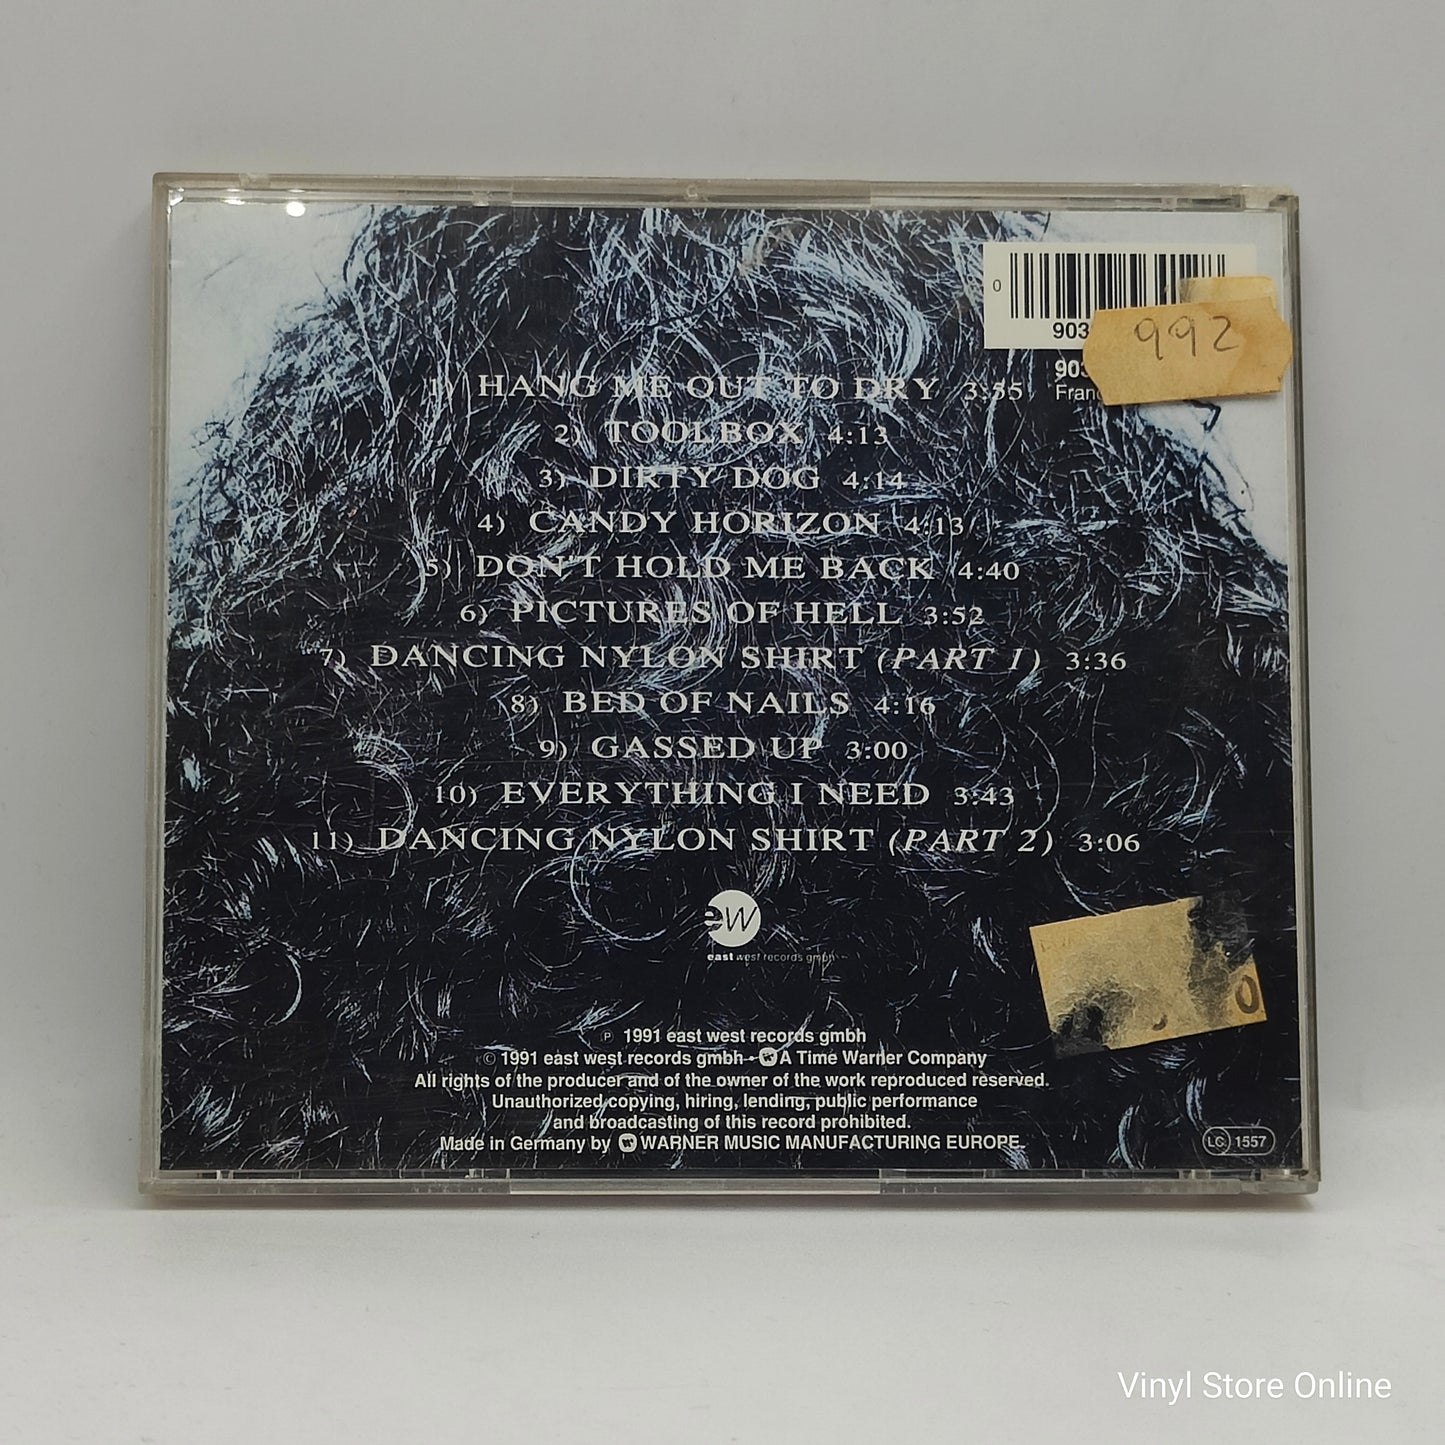 0
903
992
903
Fran
1) HANG ME OUT TO DRY 3:55
2) TOOLBOX 4:13
3) DIRTY DOG 4:14
4) CANDY HORIZON 4:13
5) DON'T HOLD ME BACK 4:40
6) PICTURES OF HELL 3:52
7) DANCING NYLON SHIRT (PART 1) 3:36
8) BED OF NAILS 4:16
9) GASSED UP 3:00
10) EVERYTHING I NEED 3:43
11) DANCING NYLON SHIRT (PART 2) 3:06
ew
east west records gmbh
0
℗ 1991 east west records gmbh
© 1991 east west records gmbh • A Time Warner Company
All rights of the producer and of the owner of the work reproduced reserved.
Unauthorized copying, hiring, lending, public performance
and broadcasting of this record prohibited.
Made in Germany by WARNER MUSIC MANUFACTURING EUROPE
LC 1557
Vinyl Store Online